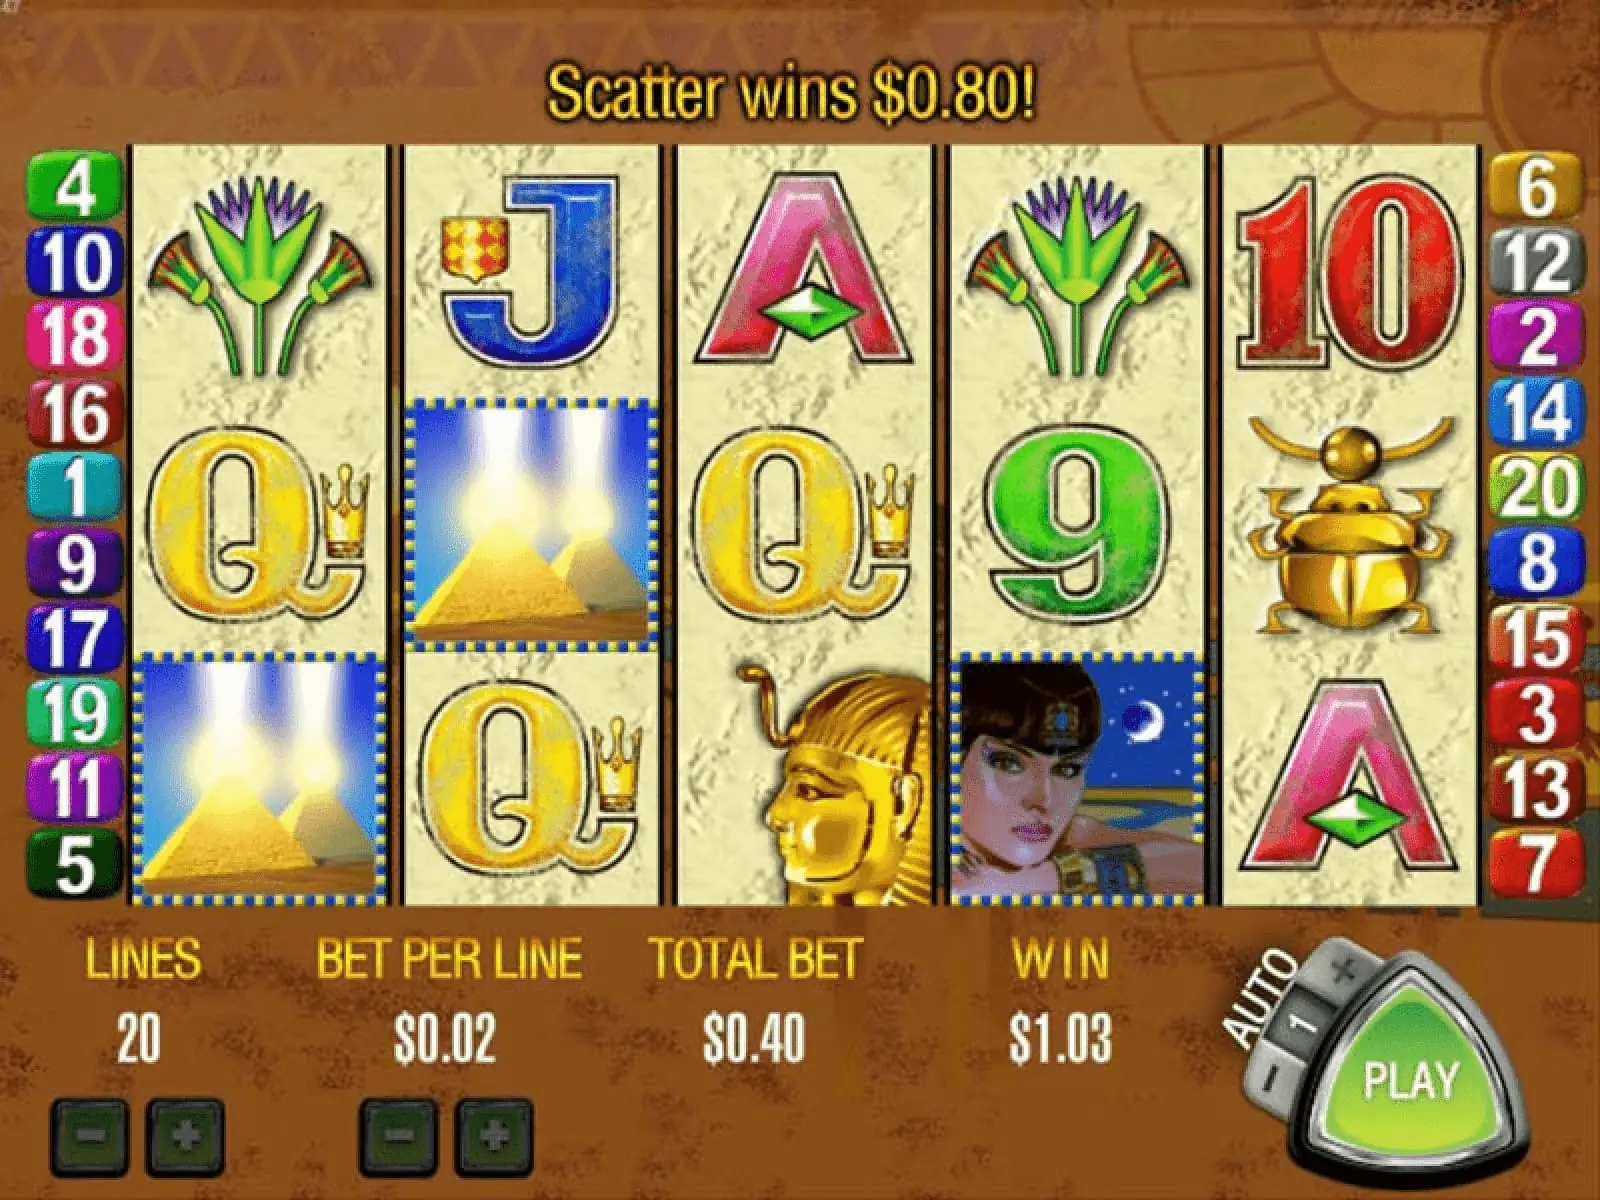 Scatter wins $0.80!
4
10
18
16
1
9
17
19
11
5
J
A
10
Q
Q
9
Q
A
6
12
2
14
20
8
15
3
13
7
LINES
20
BET PER LINE
$0.02
TOTAL BET
$0.40
WIN
$1.03
AUTO
+
1
-
PLAY
- +
- +